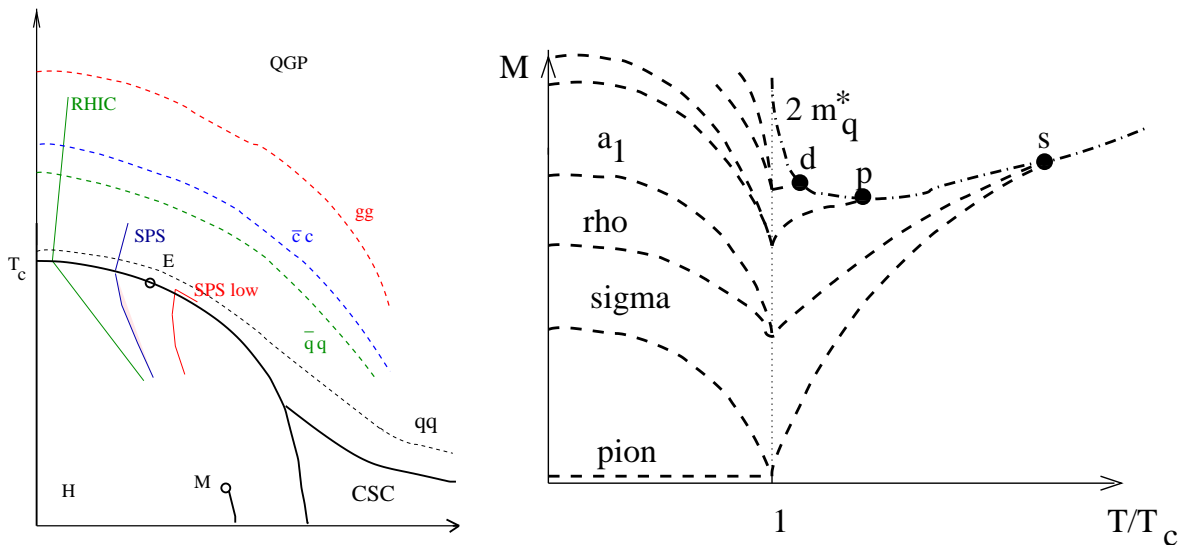 QGP
RHIC
gg
c̄ c
SPS
T_c
E
SPS low
q̄ q
qq
M
H
CSC
M
2 m*_q
a_1
d
p
s
rho
sigma
pion
1
T/T_c